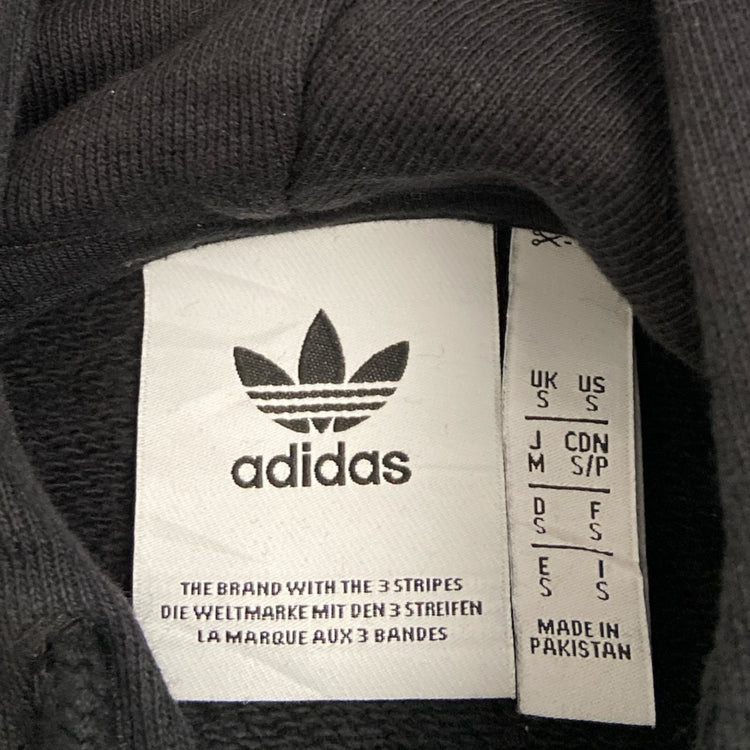 adidas
THE BRAND WITH THE 3 STRIPES
DIE WELTMARKE MIT DEN 3 STREIFEN
LA MARQUE AUX 3 BANDES
UK US
S S
J CDN
M S/P
D F
S S
E I
S S
MADE IN
PAKISTAN